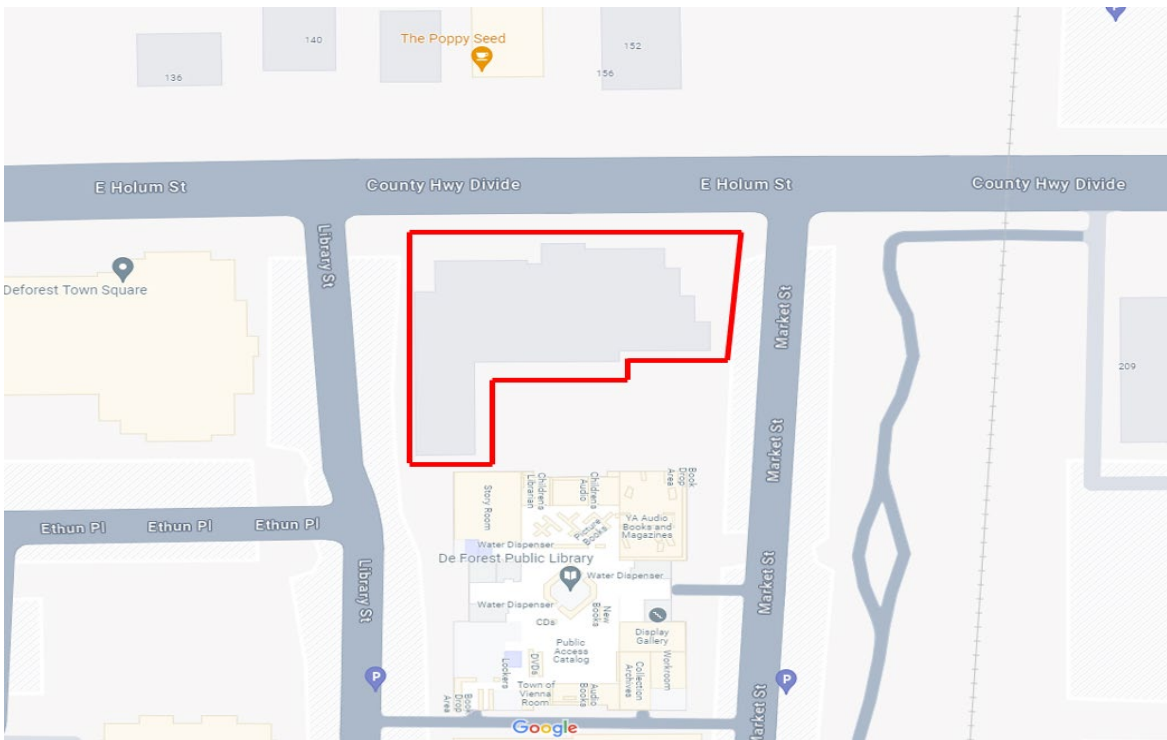 P
140
The Poppy Seed
152
136
156
E Holum St
County Hwy Divide
E Holum St
County Hwy Divide
Library St
Deforest Town Square
Market St
209
Market St
Story Room
Children's
Librarian
Children's
Audio
Book
Drop
Area
Picture
Books
YA Audio
Books and
Magazines
Ethun Pl
Ethun Pl
Ethun Pl
Water Dispenser
De Forest Public Library
Water Dispenser
Library St
Market St
Water Dispenser
CDs
New
Books
Display
Gallery
Public
Access
Catalog
DVDs
Lockers
Collection
Archives
Workroom
P
Town of
Vienna
Room
Audio
Books
Book
Drop
Area
P
Market St
Google